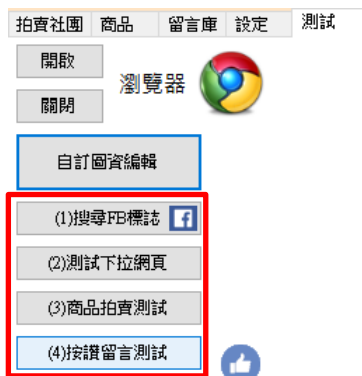 拍賣社團 商品 留言庫 設定 測試
開啟
瀏覽器
關閉
自訂圖資編輯
(1)搜尋FB標誌
(2)測試下拉網頁
(3)商品拍賣測試
(4)按讚留言測試